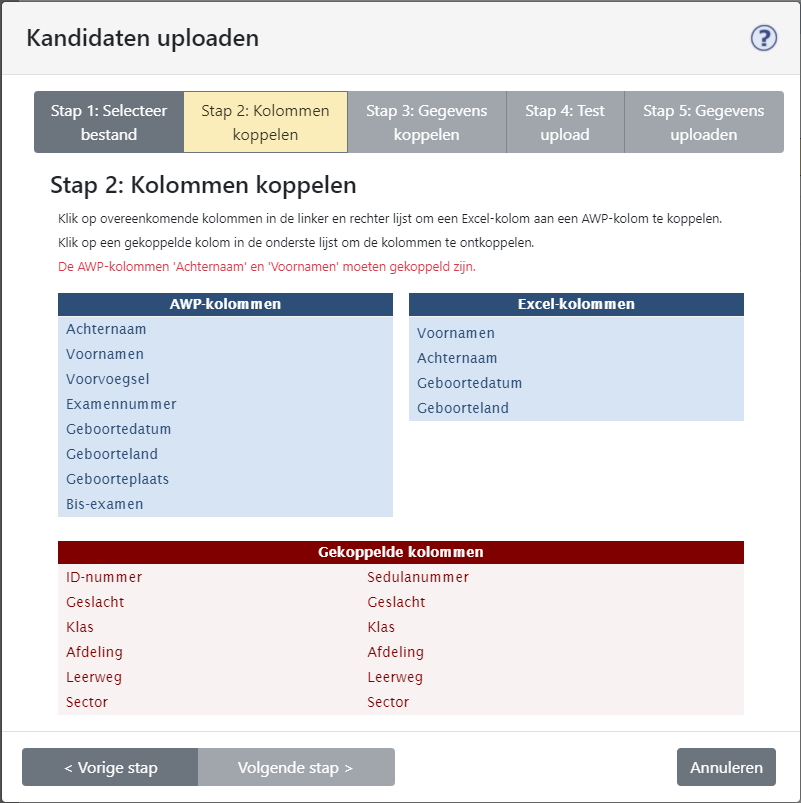 Kandidaten uploaden
?
Stap 1: Selecteer
bestand
Stap 2: Kolommen
koppelen
Stap 3: Gegevens
koppelen
Stap 4: Test
upload
Stap 5: Gegevens
uploaden
Stap 2: Kolommen koppelen
Klik op overeenkomende kolommen in de linker en rechter lijst om een Excel-kolom aan een AWP-kolom te koppelen.
Klik op een gekoppelde kolom in de onderste lijst om de kolommen te ontkoppelen.
De AWP-kolommen 'Achternaam' en 'Voornamen' moeten gekoppeld zijn.
AWP-kolommen
Achternaam
Voornamen
Voorvoegsel
Examennummer
Geboortedatum
Geboorteland
Geboorteplaats
Bis-examen
Excel-kolommen
Voornamen
Achternaam
Geboortedatum
Geboorteland
Gekoppelde kolommen
ID-nummer Sedulanummer
Geslacht Geslacht
Klas Klas
Afdeling Afdeling
Leerweg Leerweg
Sector Sector
< Vorige stap
Volgende stap >
Annuleren